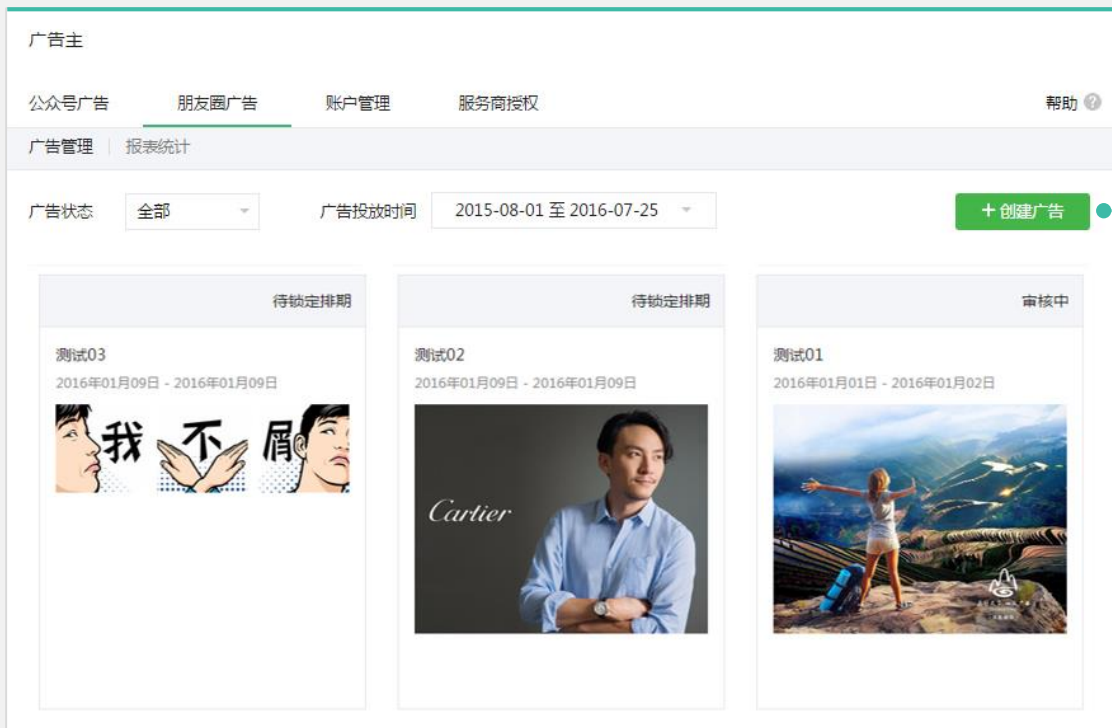 广告主
公众号广告 朋友圈广告 账户管理 服务商授权 帮助 ?
广告管理 报表统计
广告状态 全部 广告投放时间 2015-08-01 至 2016-07-25 +创建广告
待锁定排期 待锁定排期 审核中
测试03 测试02 测试01
2016年01月09日 - 2016年01月09日 2016年01月09日 - 2016年01月09日 2016年01月01日 - 2016年01月02日
我 不 屑
Cartier